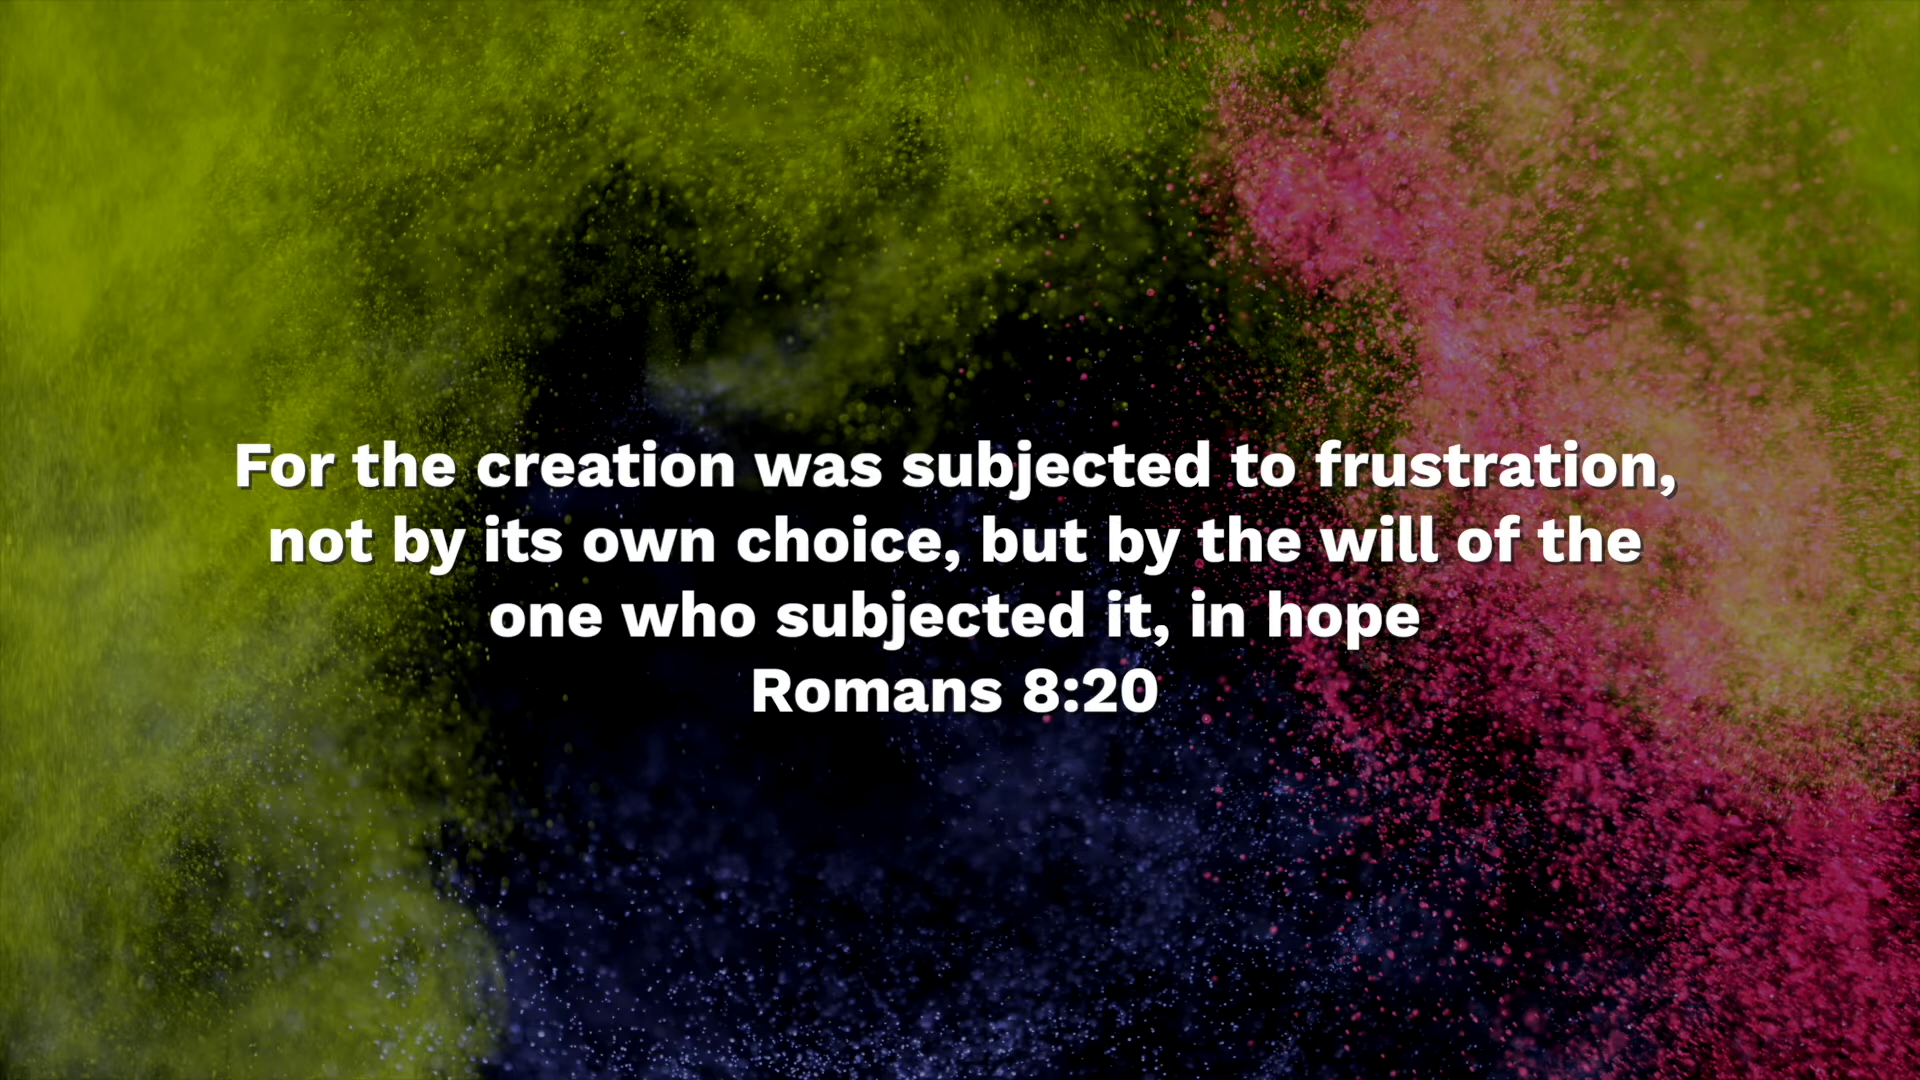 For the creation was subjected to frustration,
not by its own choice, but by the will of the
one who subjected it, in hope
Romans 8:20